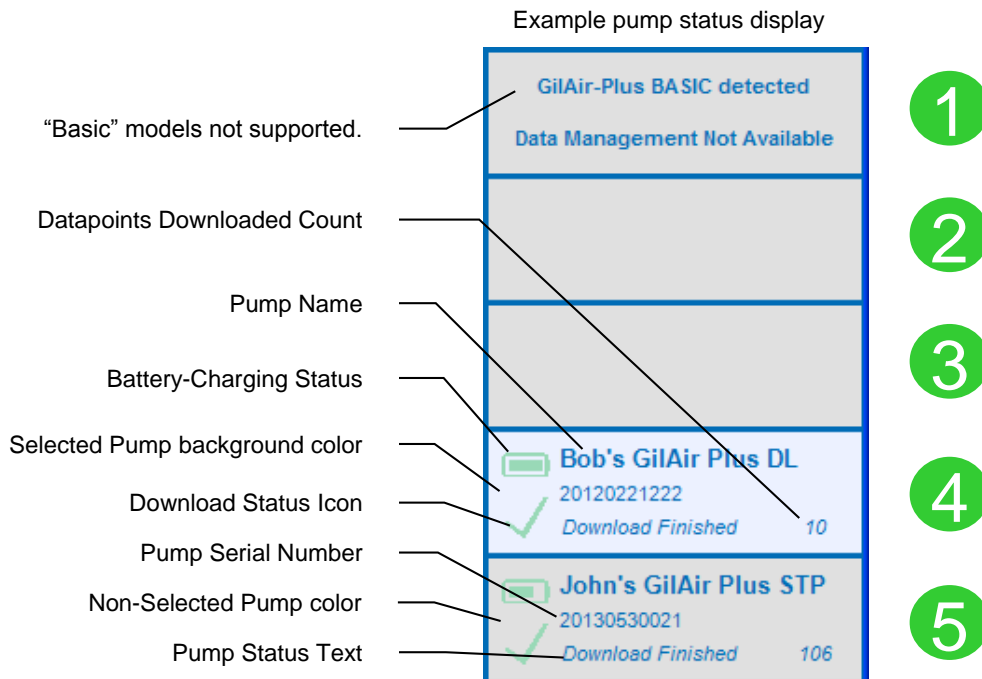 Example pump status display
GilAir-Plus BASIC detected
1
“Basic” models not supported.
Data Management Not Available
Datapoints Downloaded Count
2
Pump Name
3
Battery-Charging Status
Selected Pump background color
Bob's GilAir Plus DL
20120221222
4
Download Status Icon
Download Finished 10
Pump Serial Number
John's GilAir Plus STP
Non-Selected Pump color
20130530021
5
Pump Status Text
Download Finished 106